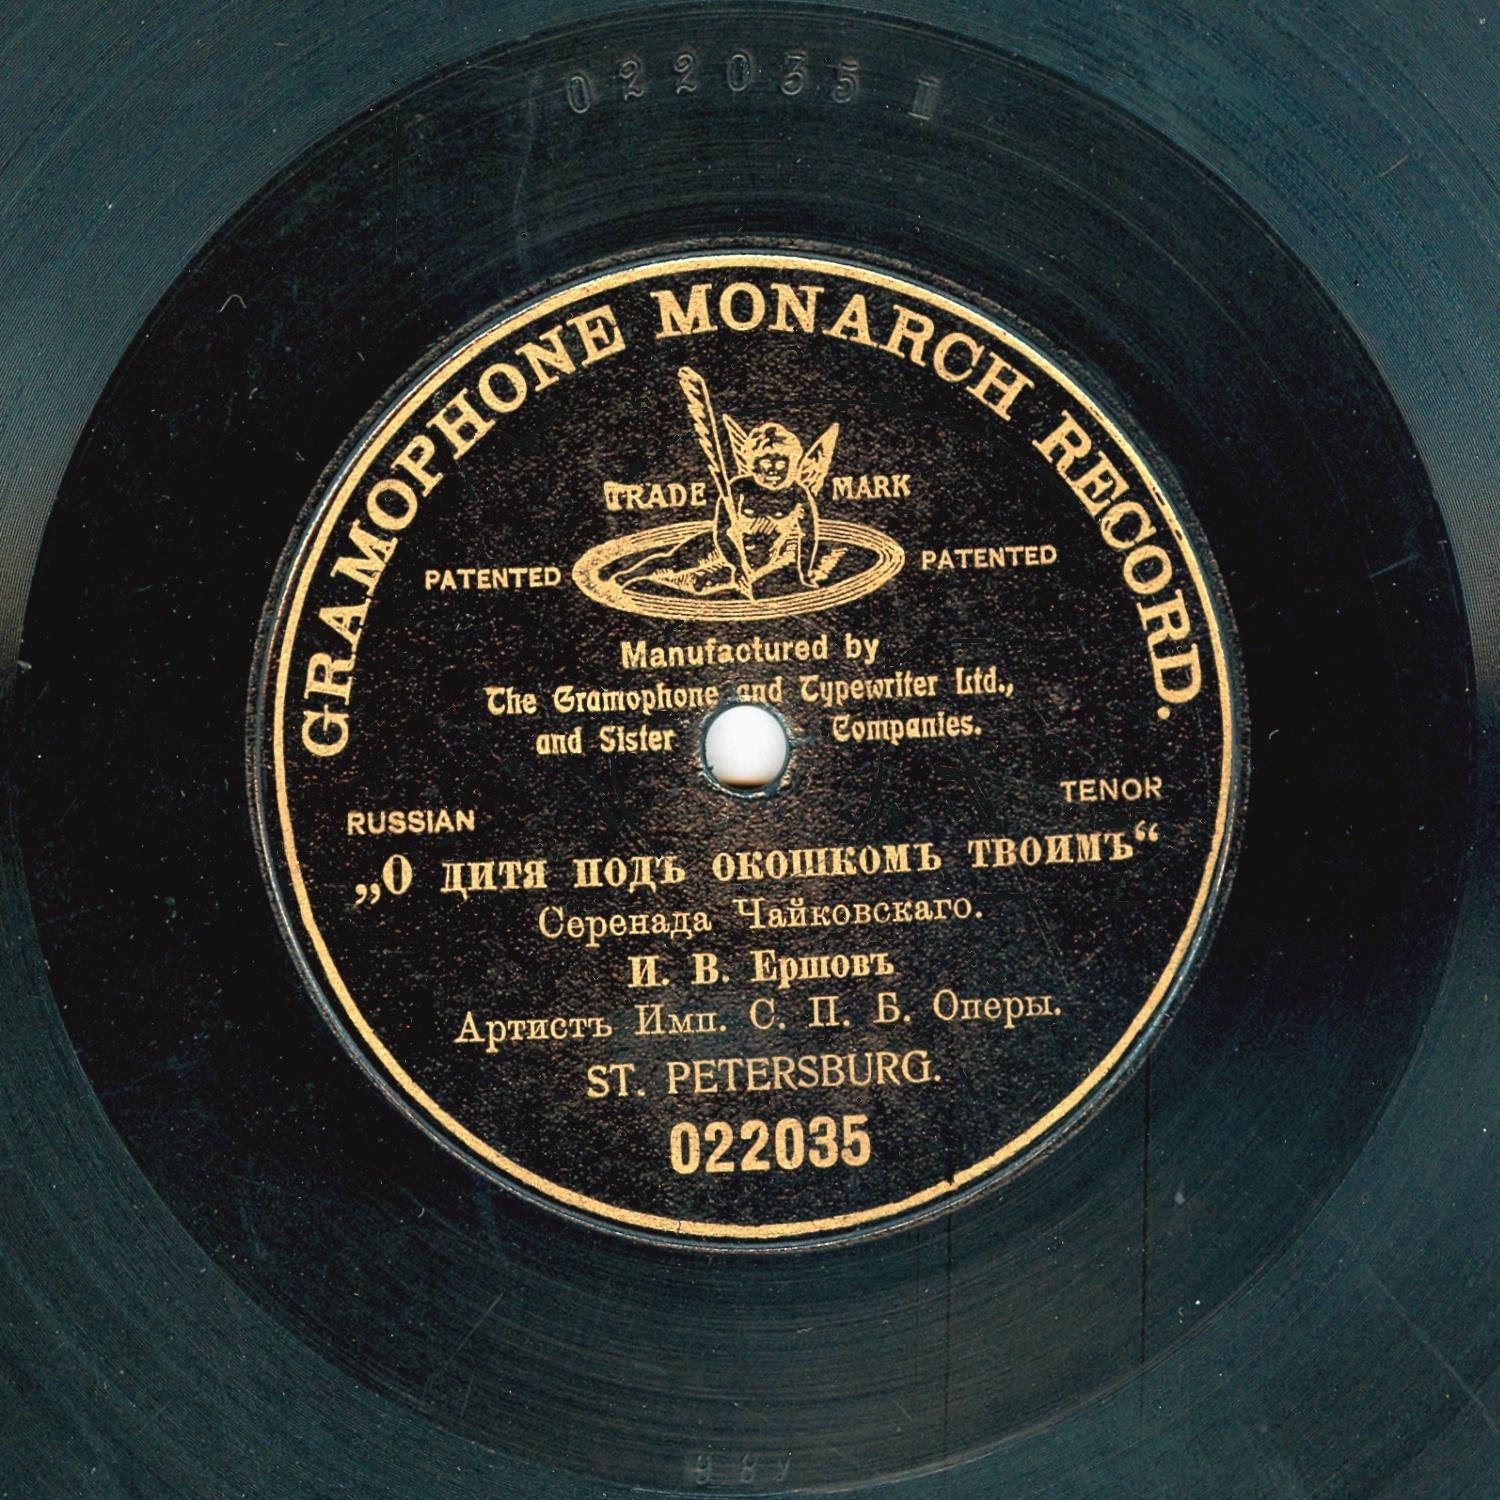 022035 I
GRAMOPHONE MONARCH RECORD.
TRADE MARK
PATENTED PATENTED
Manufactured by
The Gramophone and Typewriter Ltd.,
and Sister Companies.
TENOR
RUSSIAN
„О дитя подъ окошкомъ твоимъ“
Серенада Чайковскаго.
И. В. Ершовъ
Артистъ Имп. С. П. Б. Оперы.
ST. PETERSBURG.
022035